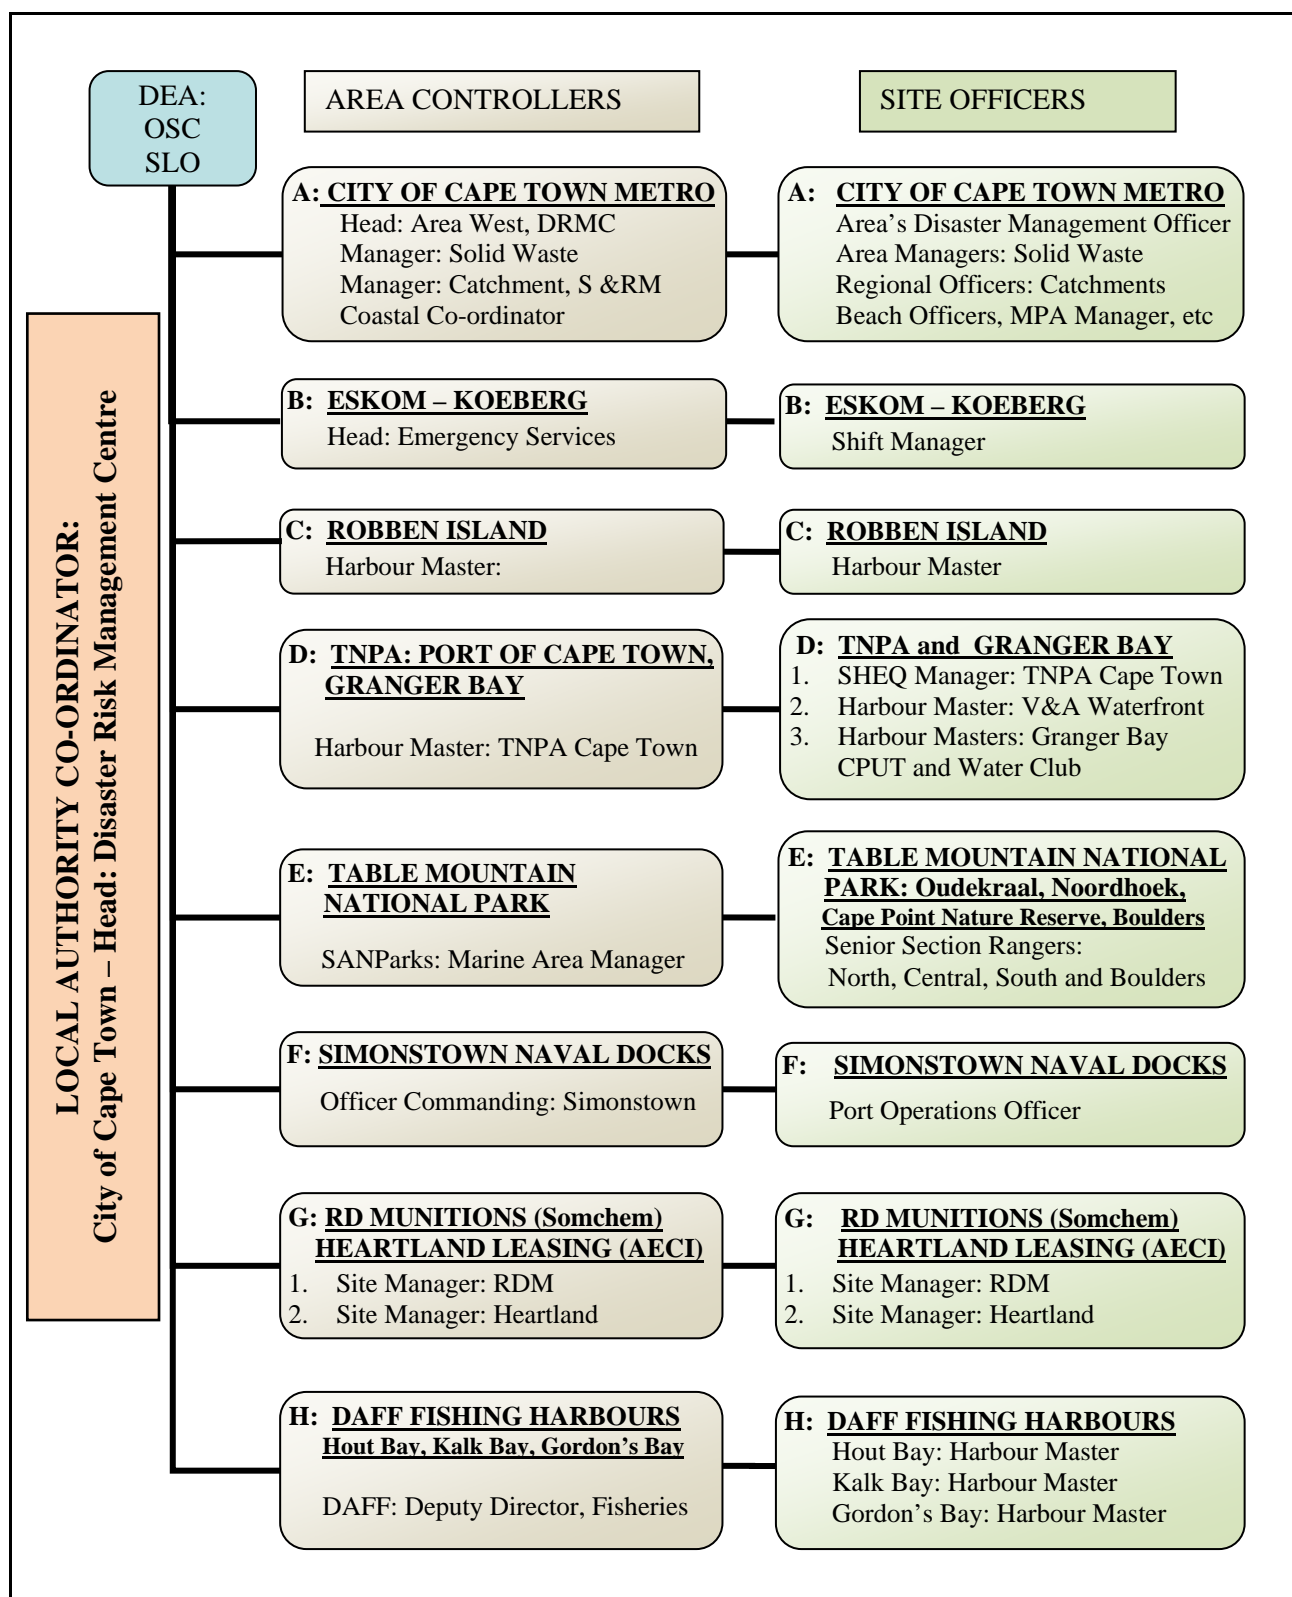 DEA:
OSC
SLO
AREA CONTROLLERS
SITE OFFICERS
LOCAL AUTHORITY CO-ORDINATOR:
City of Cape Town – Head: Disaster Risk Management Centre
A: CITY OF CAPE TOWN METRO
Head: Area West, DRMC
Manager: Solid Waste
Manager: Catchment, S &RM
Coastal Co-ordinator
A: CITY OF CAPE TOWN METRO
Area’s Disaster Management Officer
Area Managers: Solid Waste
Regional Officers: Catchments
Beach Officers, MPA Manager, etc
B: ESKOM – KOEBERG
Head: Emergency Services
B: ESKOM – KOEBERG
Shift Manager
C: ROBBEN ISLAND
Harbour Master:
C: ROBBEN ISLAND
Harbour Master
D: TNPA: PORT OF CAPE TOWN,
GRANGER BAY
Harbour Master: TNPA Cape Town
D: TNPA and GRANGER BAY
1. SHEQ Manager: TNPA Cape Town
2. Harbour Master: V&A Waterfront
3. Harbour Masters: Granger Bay
CPUT and Water Club
E: TABLE MOUNTAIN
NATIONAL PARK
SANParks: Marine Area Manager
E: TABLE MOUNTAIN NATIONAL
PARK: Oudekraal, Noordhoek,
Cape Point Nature Reserve, Boulders
Senior Section Rangers:
North, Central, South and Boulders
F: SIMONSTOWN NAVAL DOCKS
Officer Commanding: Simonstown
F: SIMONSTOWN NAVAL DOCKS
Port Operations Officer
G: RD MUNITIONS (Somchem)
HEARTLAND LEASING (AECI)
1. Site Manager: RDM
2. Site Manager: Heartland
G: RD MUNITIONS (Somchem)
HEARTLAND LEASING (AECI)
1. Site Manager: RDM
2. Site Manager: Heartland
H: DAFF FISHING HARBOURS
Hout Bay, Kalk Bay, Gordon’s Bay
DAFF: Deputy Director, Fisheries
H: DAFF FISHING HARBOURS
Hout Bay: Harbour Master
Kalk Bay: Harbour Master
Gordon’s Bay: Harbour Master